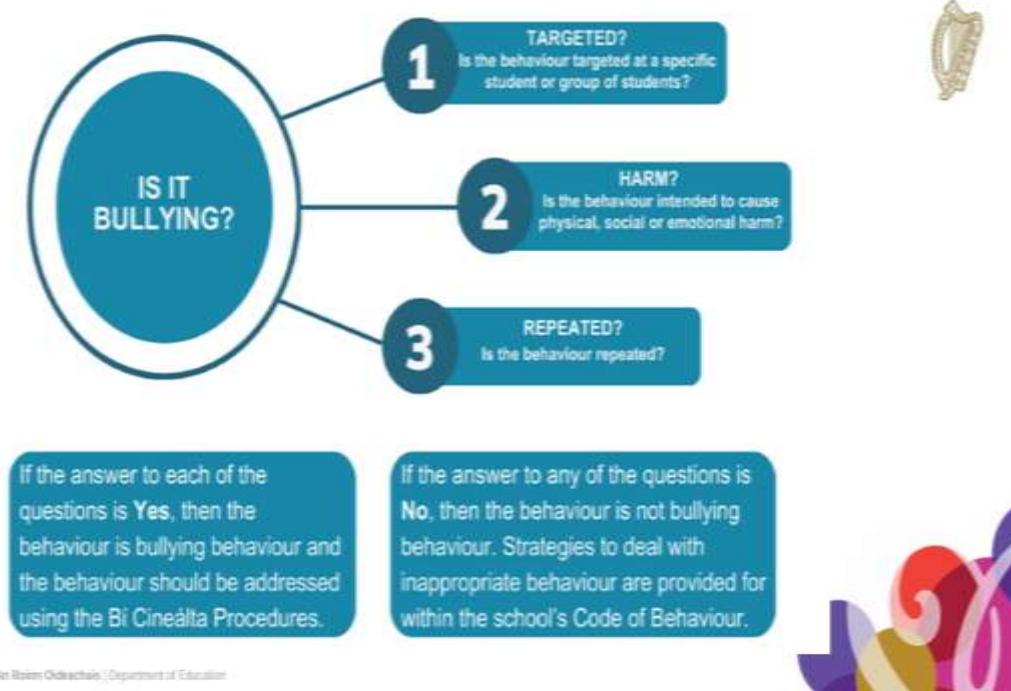 IS IT
BULLYING?
1
TARGETED?
Is the behaviour targeted at a specific
student or group of students?
2
HARM?
Is the behaviour intended to cause
physical, social or emotional harm?
3
REPEATED?
Is the behaviour repeated?
If the answer to each of the
questions is Yes, then the
behaviour is bullying behaviour and
the behaviour should be addressed
using the Bí Cineálta Procedures.
If the answer to any of the questions is
No, then the behaviour is not bullying
behaviour. Strategies to deal with
inappropriate behaviour are provided for
within the school's Code of Behaviour.
An Roinn Oideachais | Department of Education